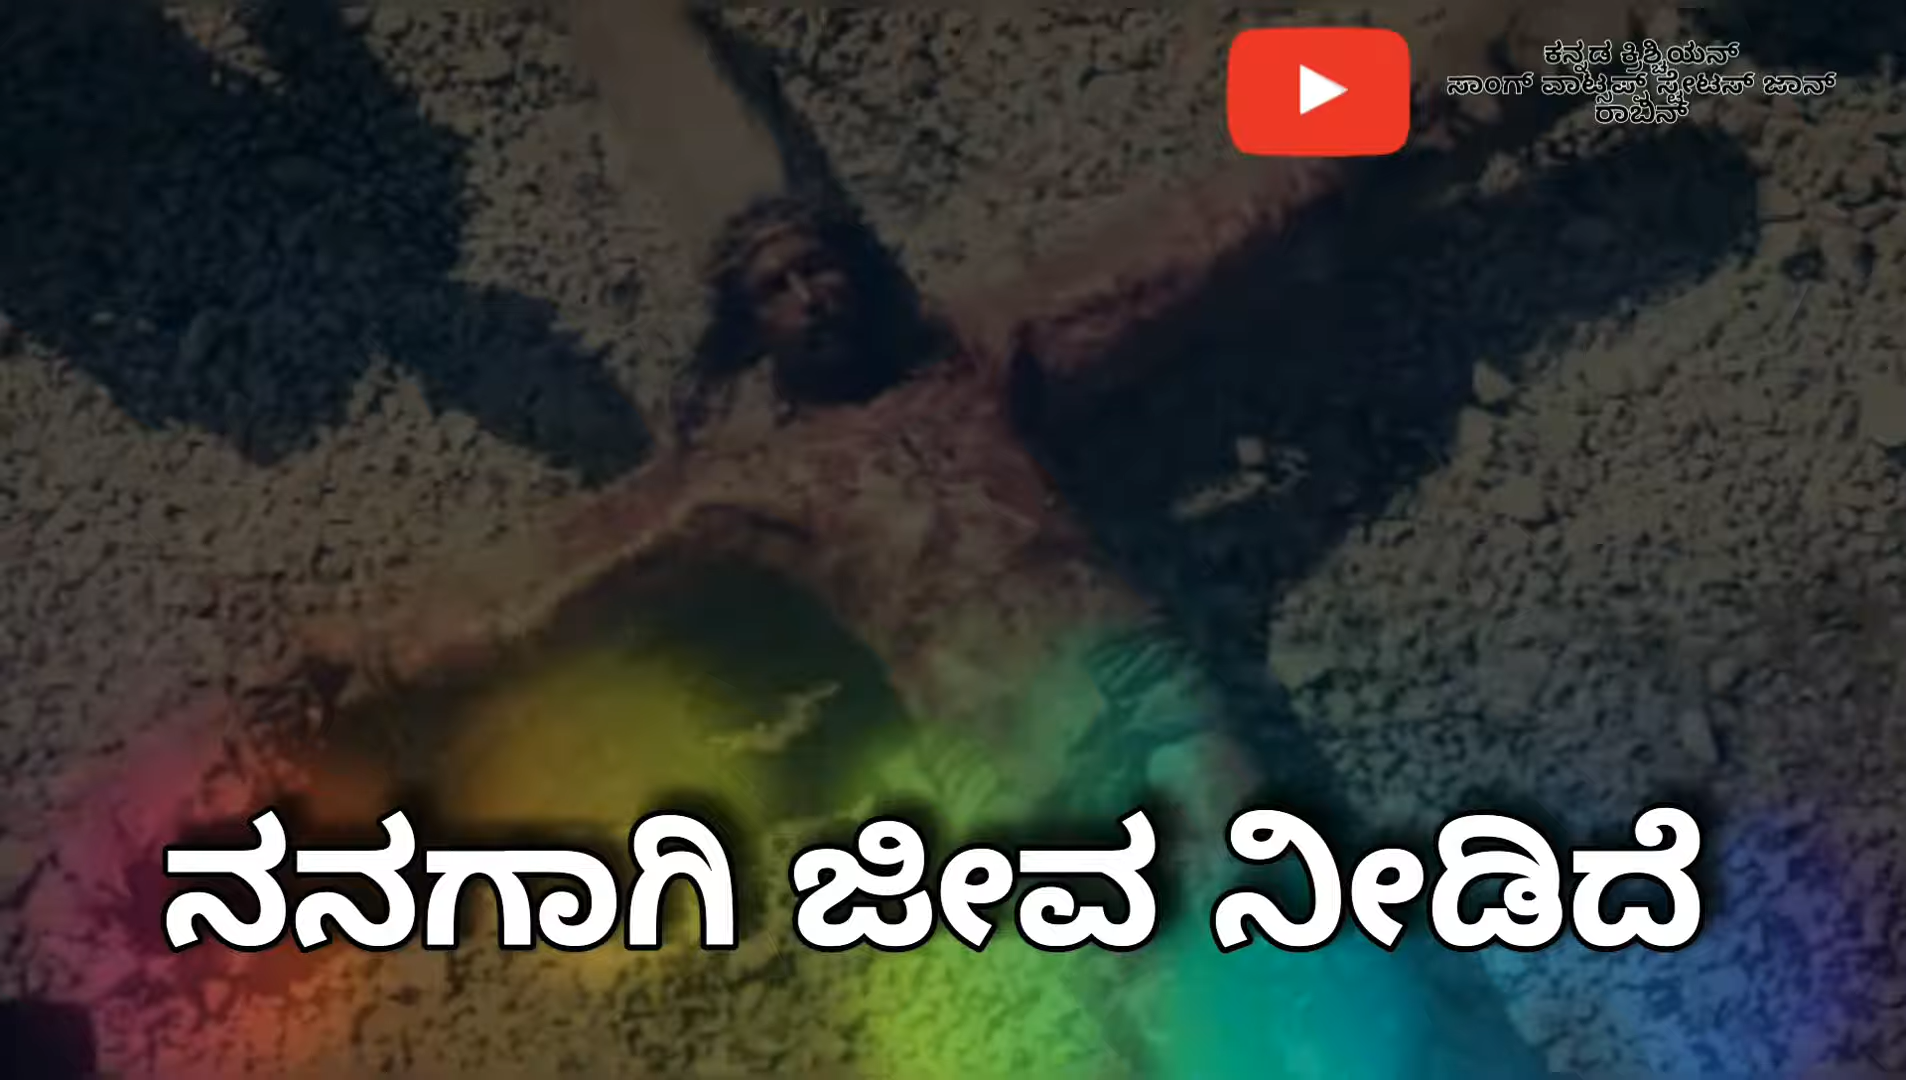 ಕನ್ನಡ ಕ್ರಿಶ್ಚಿಯನ್
ಸಾಂಗ್ ವಾಟ್ಸಪ್ಪ್ ಸ್ಟೇಟಸ್ ಜಾನ್
ರಾಬಿನ್
ನನಗಾಗಿ ಜೀವ ನೀಡಿದೆ